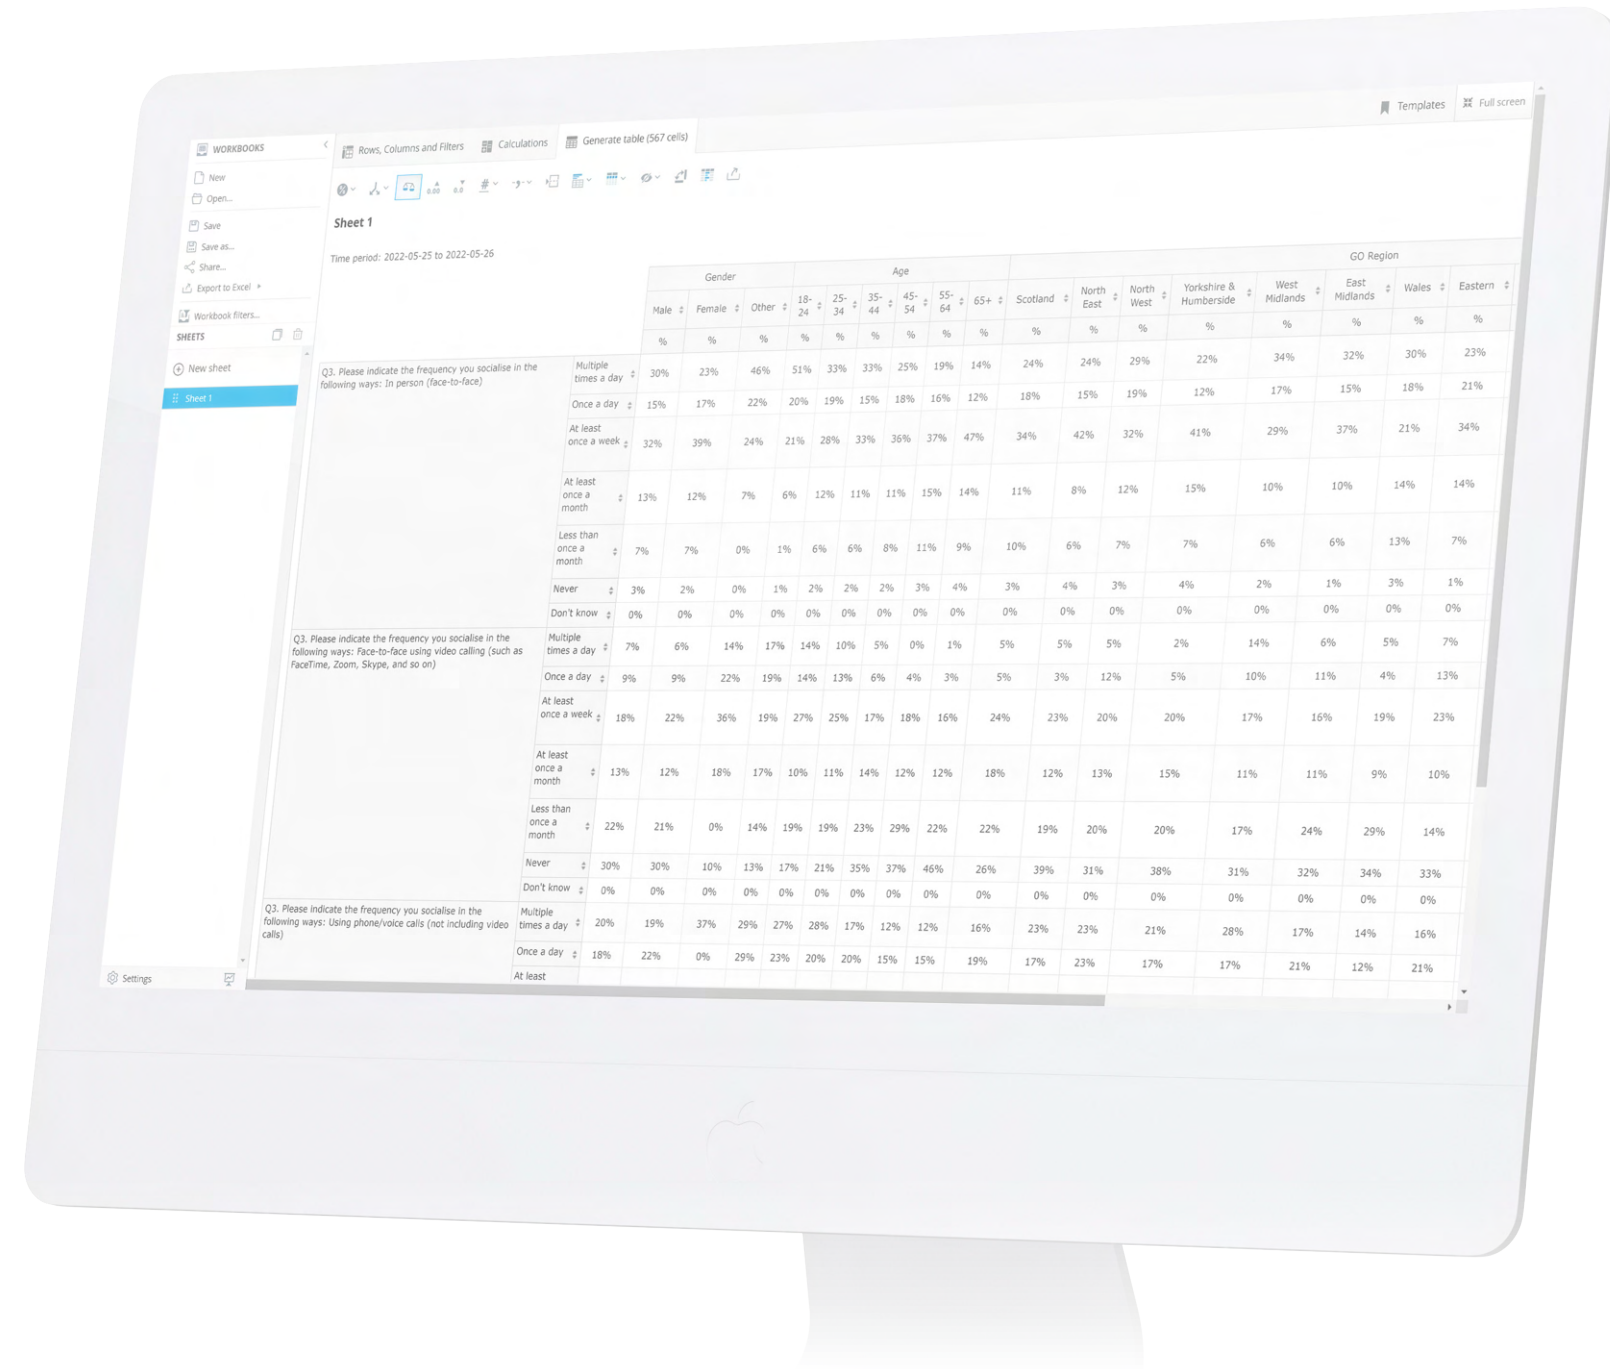 WORKBOOKS
New
Open...
Save
Save as...
Share...
Export to Excel
Workbook filters...
SHEETS
New sheet
Sheet 1
Settings
Rows, Columns and Filters
Calculations
Generate table (567 cells)
Templates
Full screen
Sheet 1
Time period: 2022-05-25 to 2022-05-26
Gender Age GO Region
Male Female Other 18-24 25-34 35-44 45-54 55-64 65+ Scotland North East North West Yorkshire & Humberside West Midlands East Midlands Wales Eastern
% % % % % % % % % % % % % % % % %
Q3. Please indicate the frequency you socialise in the
following ways: In person (face-to-face)
Multiple times a day 30% 23% 46% 51% 33% 33% 25% 19% 14% 24% 24% 29% 22% 34% 32% 30% 23%
Once a day 15% 17% 22% 20% 19% 15% 18% 16% 12% 18% 15% 19% 12% 17% 15% 18% 21%
At least once a week 32% 39% 24% 21% 28% 33% 36% 37% 47% 34% 42% 32% 41% 29% 37% 21% 34%
At least once a month 13% 12% 7% 6% 12% 11% 11% 15% 14% 11% 8% 12% 15% 10% 10% 14% 14%
Less than once a month 7% 7% 0% 1% 6% 6% 8% 11% 9% 10% 6% 7% 7% 6% 6% 13% 7%
Never 3% 2% 0% 1% 2% 2% 2% 3% 4% 3% 4% 3% 4% 2% 1% 3% 1%
Don't know 0% 0% 0% 0% 0% 0% 0% 0% 0% 0% 0% 0% 0% 0% 0% 0% 0%
Q3. Please indicate the frequency you socialise in the
following ways: Face-to-face using video calling (such as
FaceTime, Zoom, Skype, and so on)
Multiple times a day 7% 6% 14% 17% 14% 10% 5% 0% 1% 5% 5% 5% 2% 14% 6% 5% 7%
Once a day 9% 9% 22% 19% 14% 13% 6% 4% 3% 5% 3% 12% 5% 10% 11% 4% 13%
At least once a week 18% 22% 36% 19% 27% 25% 17% 18% 16% 24% 23% 20% 20% 17% 16% 19% 23%
At least once a month 13% 12% 18% 17% 10% 11% 14% 12% 12% 18% 12% 13% 15% 11% 11% 9% 10%
Less than once a month 22% 21% 0% 14% 19% 19% 23% 29% 22% 22% 19% 20% 20% 17% 24% 29% 14%
Never 30% 30% 10% 13% 17% 21% 35% 37% 46% 26% 39% 31% 38% 31% 32% 34% 33%
Don't know 0% 0% 0% 0% 0% 0% 0% 0% 0% 0% 0% 0% 0% 0% 0% 0% 0%
Q3. Please indicate the frequency you socialise in the
following ways: Using phone/voice calls (not including video
calls)
Multiple times a day 20% 19% 37% 29% 27% 28% 17% 12% 12% 16% 23% 23% 21% 28% 17% 14% 16%
Once a day 18% 22% 0% 29% 23% 20% 20% 15% 15% 19% 17% 23% 17% 17% 21% 12% 21%
At least